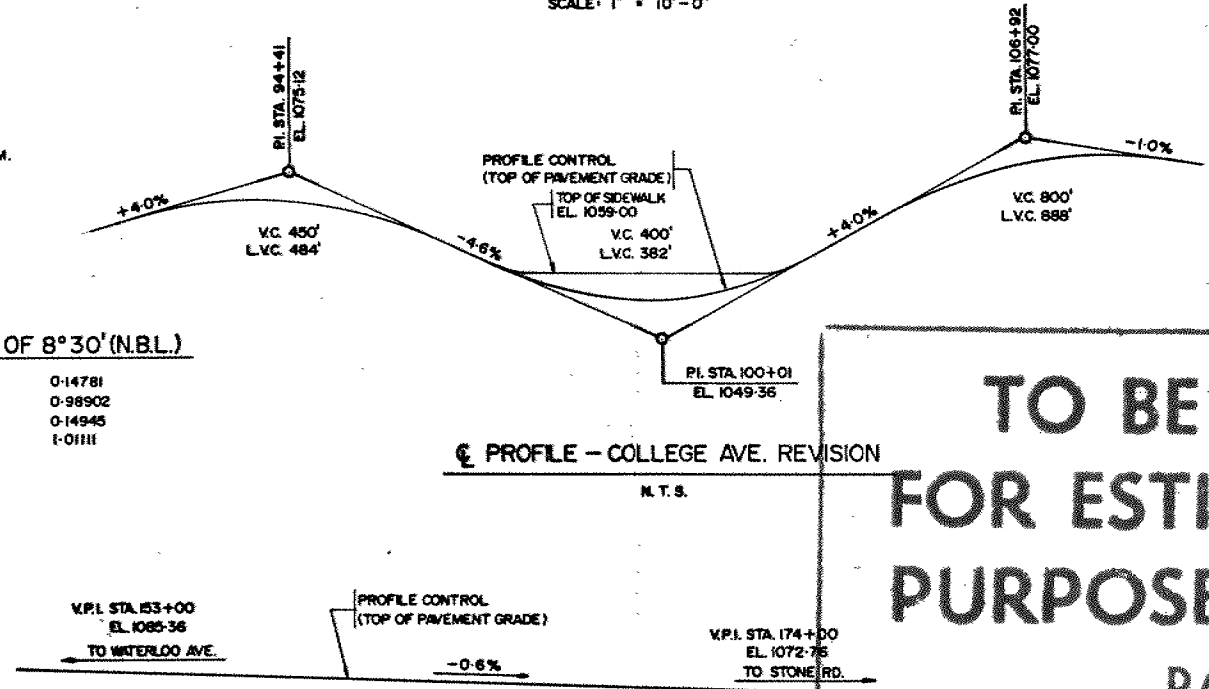 SCALE: 1" = 10'-0"
P.I. STA. 94+41
EL. 1075·12
P.I. STA. 106+92
EL. 1077·00
M.
PROFILE CONTROL
(TOP OF PAVEMENT GRADE)
-1·0%
TOP OF SIDEWALK
EL. 1059·00
+4·0%
V.C. 450'
L.V.C. 484'
-4·6%
V.C. 400'
L.V.C. 382'
+4·0%
V.C. 800'
L.V.C. 888'
OF 8°30' (N.B.L.)
0·14781
0·98902
0·14945
1·01111
P.I. STA. 100+01
EL. 1049·36
TO BE
FOR ESTI
PURPOSE
℄ PROFILE – COLLEGE AVE. REVISION
N. T. S.
V.P.I. STA. 153+00
EL. 1085·36
TO WATERLOO AVE.
PROFILE CONTROL
(TOP OF PAVEMENT GRADE)
-0·6%
V.P.I. STA. 174+00
EL. 1072·76
TO STONE RD.